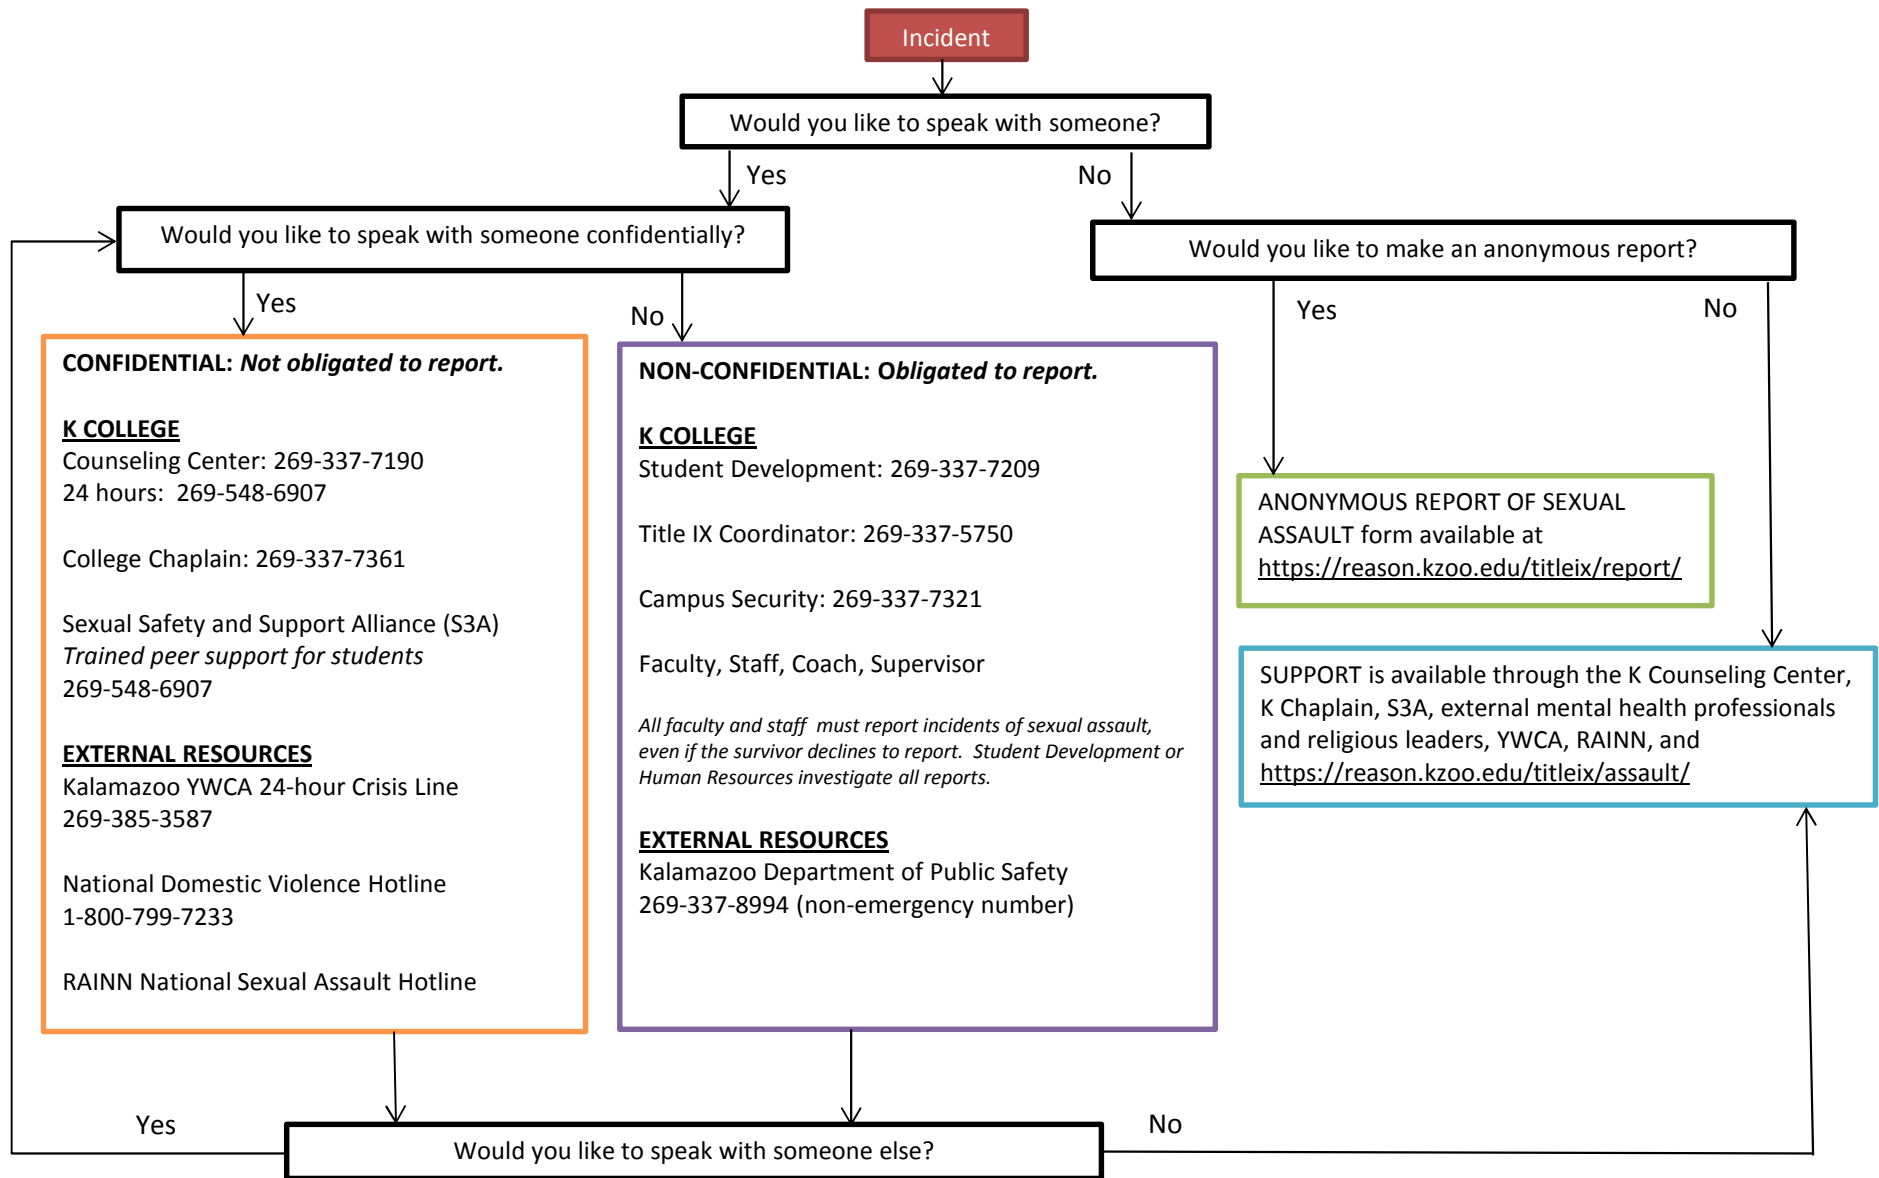 Incident
Would you like to speak with someone?
Yes
No
Would you like to speak with someone confidentially?
Would you like to make an anonymous report?
Yes
No
Yes
No
CONFIDENTIAL: Not obligated to report.
K COLLEGE
Counseling Center: 269-337-7190
24 hours:  269-548-6907
College Chaplain: 269-337-7361
Sexual Safety and Support Alliance (S3A)
Trained peer support for students
269-548-6907
EXTERNAL RESOURCES
Kalamazoo YWCA 24-hour Crisis Line
269-385-3587
National Domestic Violence Hotline
1-800-799-7233
RAINN National Sexual Assault Hotline
NON-CONFIDENTIAL: Obligated to report.
K COLLEGE
Student Development: 269-337-7209
Title IX Coordinator: 269-337-5750
Campus Security: 269-337-7321
Faculty, Staff, Coach, Supervisor
All faculty and staff  must report incidents of sexual assault,
even if the survivor declines to report.  Student Development or
Human Resources investigate all reports.
EXTERNAL RESOURCES
Kalamazoo Department of Public Safety
269-337-8994 (non-emergency number)
ANONYMOUS REPORT OF SEXUAL
ASSAULT form available at
https://reason.kzoo.edu/titleix/report/
SUPPORT is available through the K Counseling Center,
K Chaplain, S3A, external mental health professionals
and religious leaders, YWCA, RAINN, and
https://reason.kzoo.edu/titleix/assault/
Yes
No
Would you like to speak with someone else?